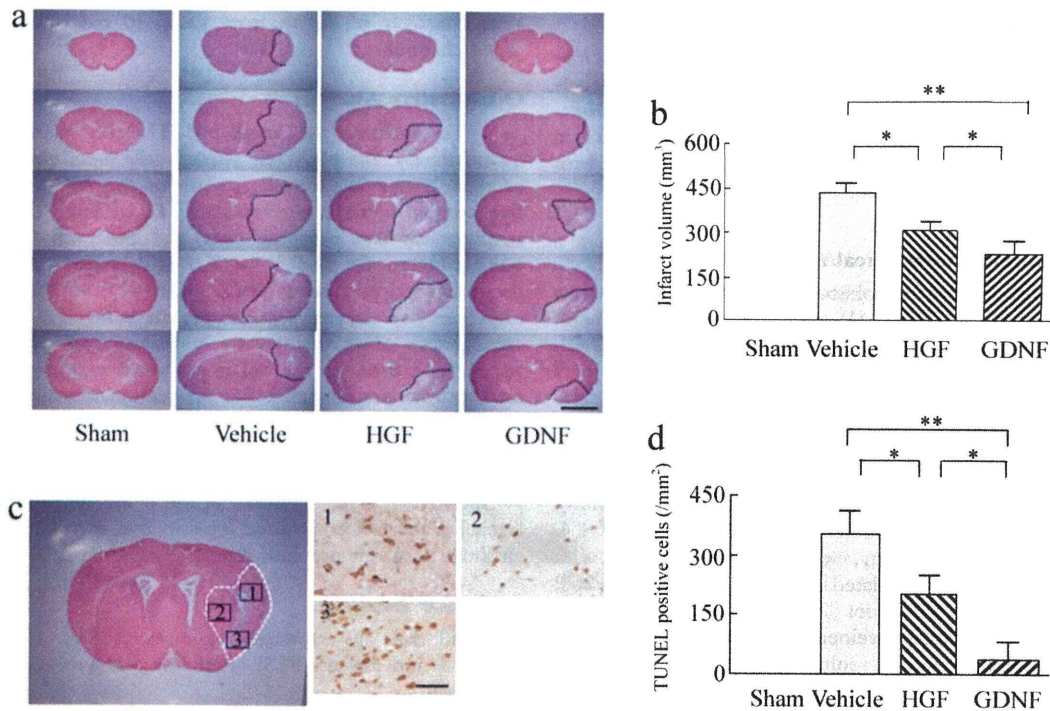 a
Sham Vehicle HGF GDNF
b
** 
* *
Infarct volume (mm³)
600
450
300
150
0
Sham Vehicle HGF GDNF
c
1
2
3
1
2
3
d
**
* *
TUNEL positive cells (/mm²)
450
300
150
0
Sham Vehicle HGF GDNF